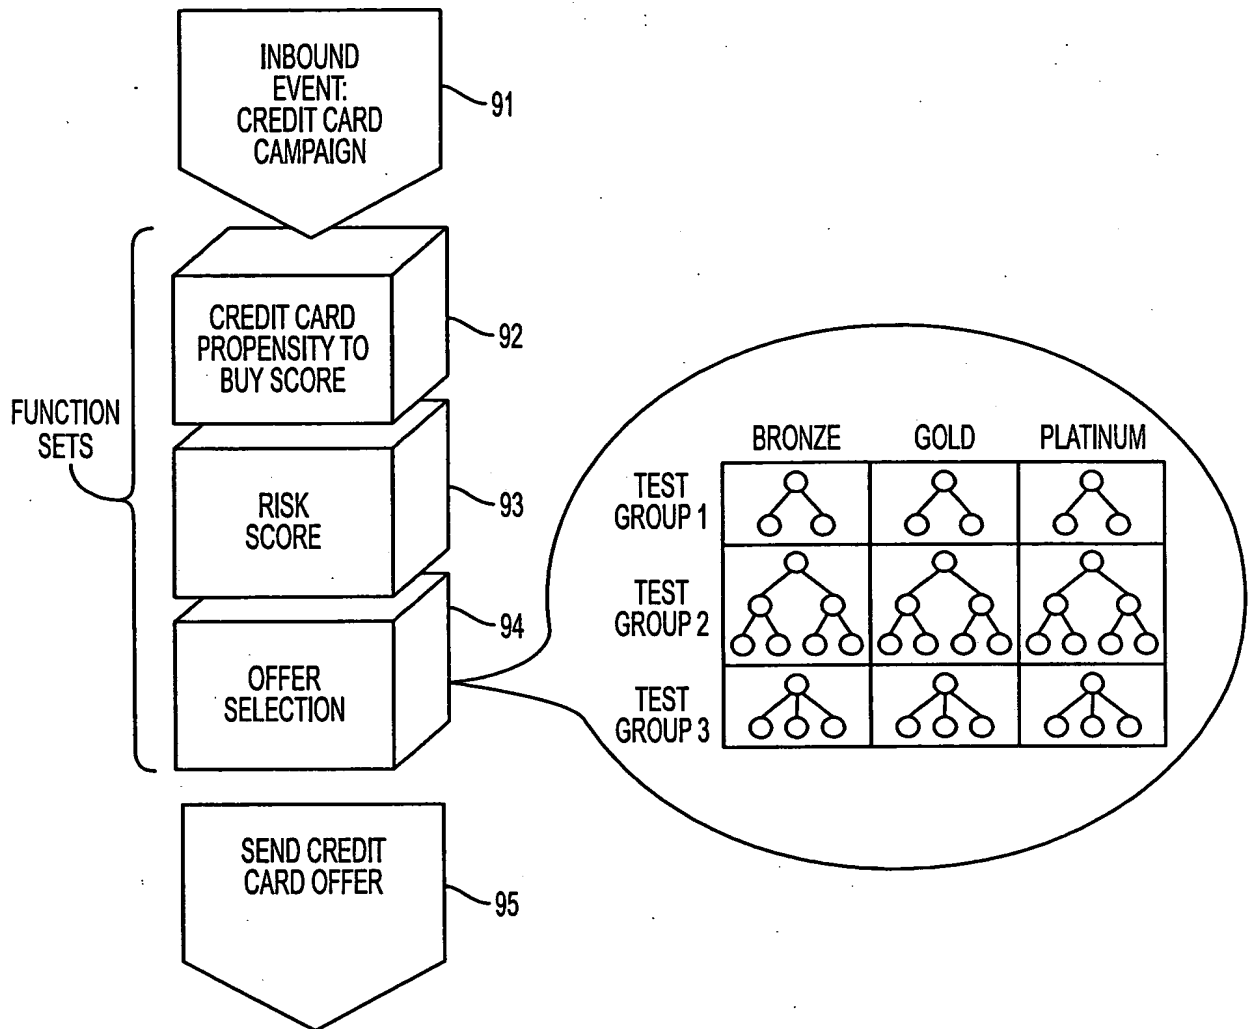 INBOUND
EVENT:
CREDIT CARD
CAMPAIGN
91
CREDIT CARD
PROPENSITY TO
BUY SCORE
92
FUNCTION
SETS
RISK
SCORE
93
OFFER
SELECTION
94
BRONZE GOLD PLATINUM
TEST
GROUP 1
TEST
GROUP 2
TEST
GROUP 3
SEND CREDIT
CARD OFFER
95